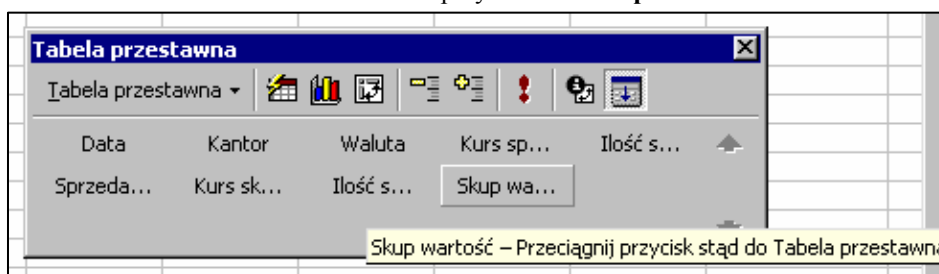 Tabela przestawna
Tabela przestawna
Data Kantor Waluta Kurs sp... Ilość s...
Sprzeda... Kurs sk... Ilość s... Skup wa...
Skup wartość – Przeciągnij przycisk stąd do Tabela przestawna